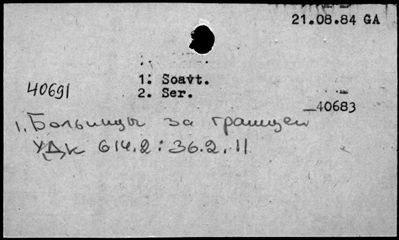 21.08.84 GA
1. Soavt.
40691
2. Ser.
40683
1. Больницы за границей
УДК 614.2:36.2.11